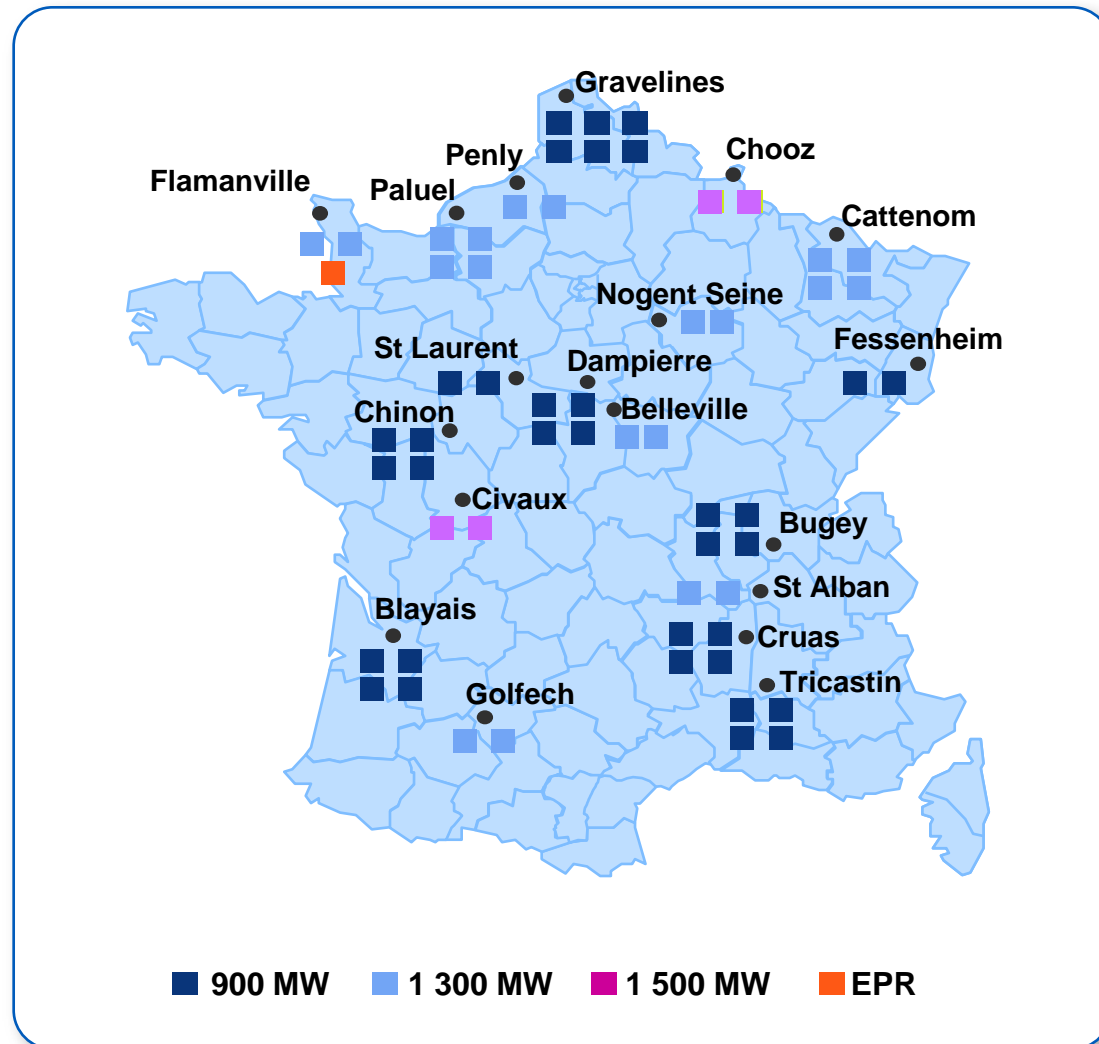 Gravelines
Penly
Chooz
Flamanville
Paluel
Cattenom
Nogent Seine
Fessenheim
St Laurent
Dampierre
Chinon
Belleville
Civaux
Bugey
St Alban
Blayais
Cruas
Golfech
Tricastin
900 MW
1 300 MW
1 500 MW
EPR